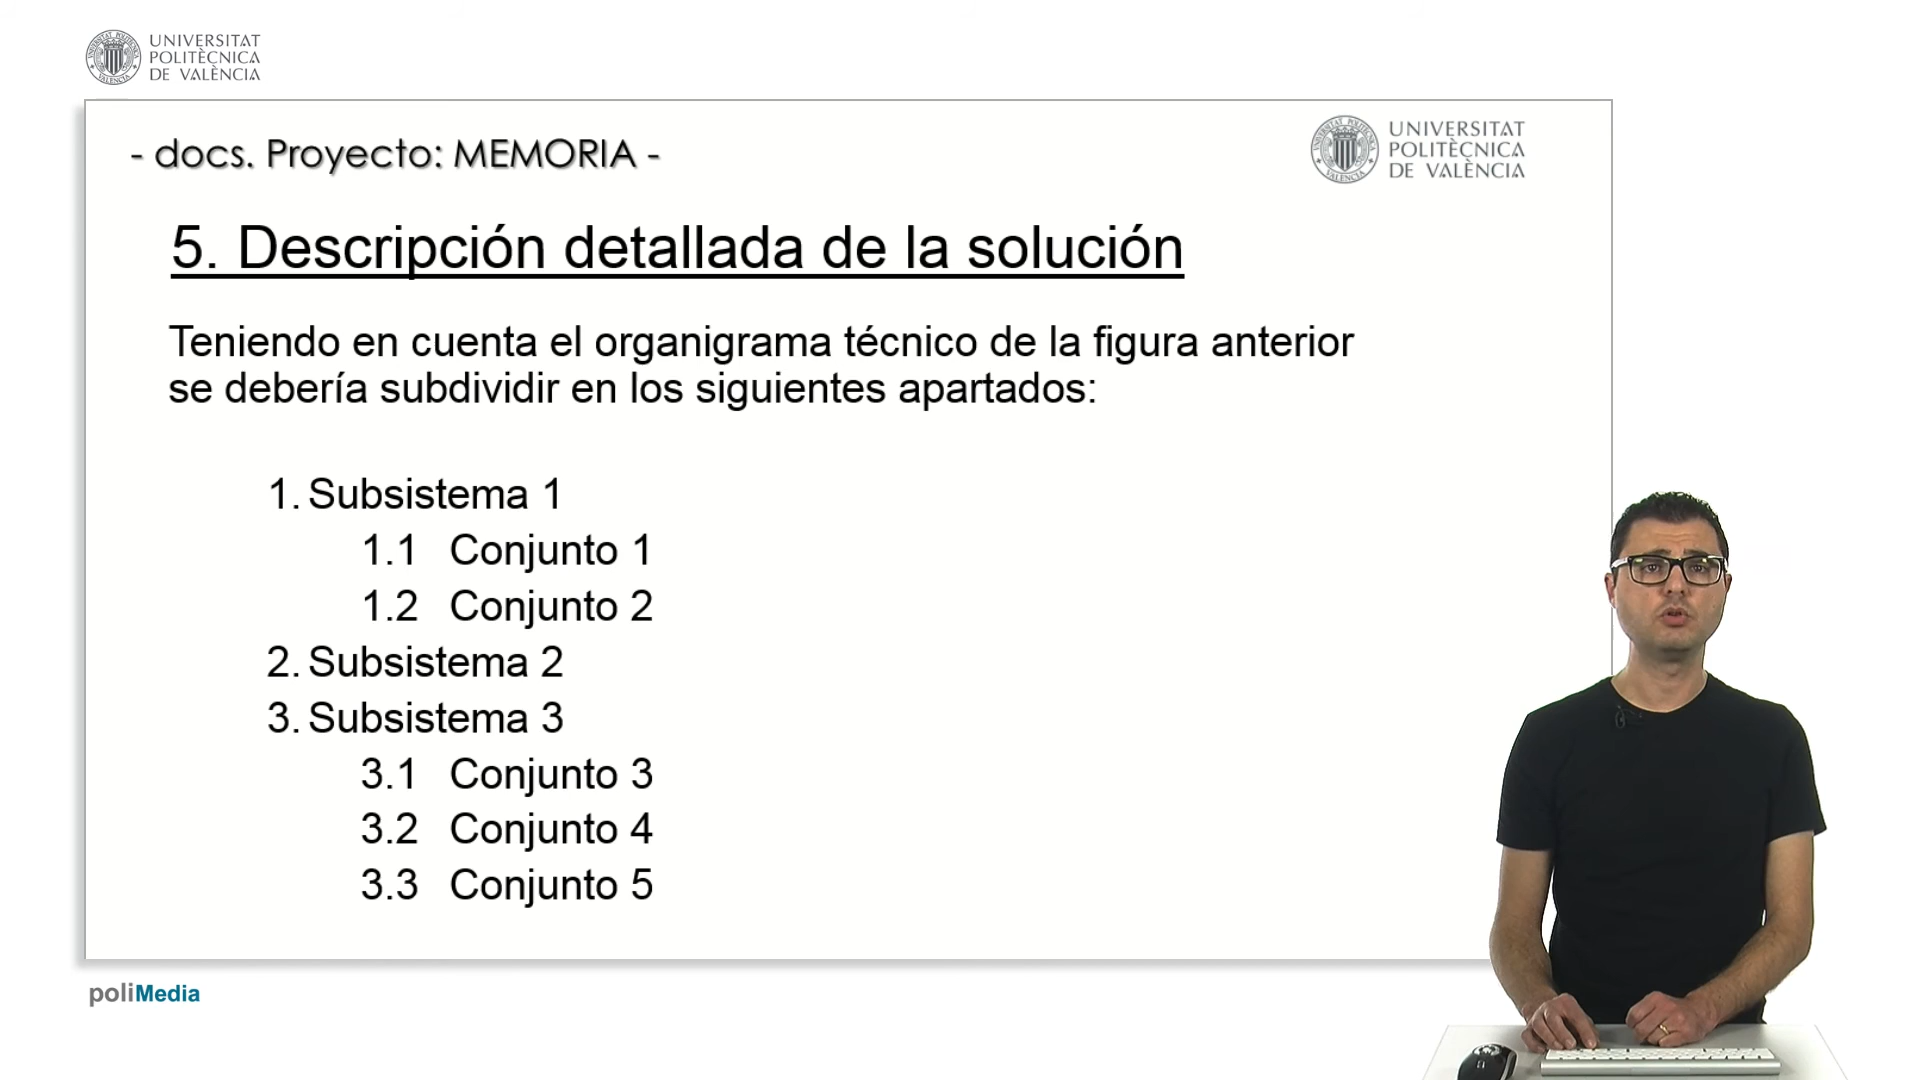 UNIVERSITAT
POLITÈCNICA
DE VALÈNCIA
- docs. Proyecto: MEMORIA -
UNIVERSITAT
POLITÈCNICA
DE VALÈNCIA
5. Descripción detallada de la solución
Teniendo en cuenta el organigrama técnico de la figura anterior
se debería subdividir en los siguientes apartados:
1. Subsistema 1
1.1 Conjunto 1
1.2 Conjunto 2
2. Subsistema 2
3. Subsistema 3
3.1 Conjunto 3
3.2 Conjunto 4
3.3 Conjunto 5
poliMedia